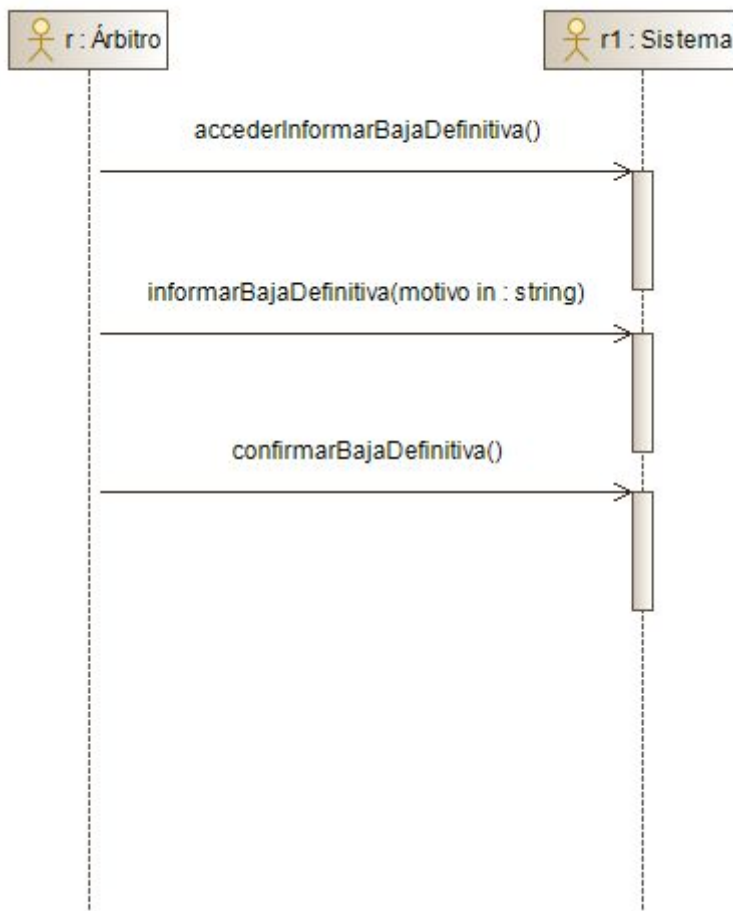 r : Árbitro
r1 : Sistema
accederInformarBajaDefinitiva()
informarBajaDefinitiva(motivo in : string)
confirmarBajaDefinitiva()